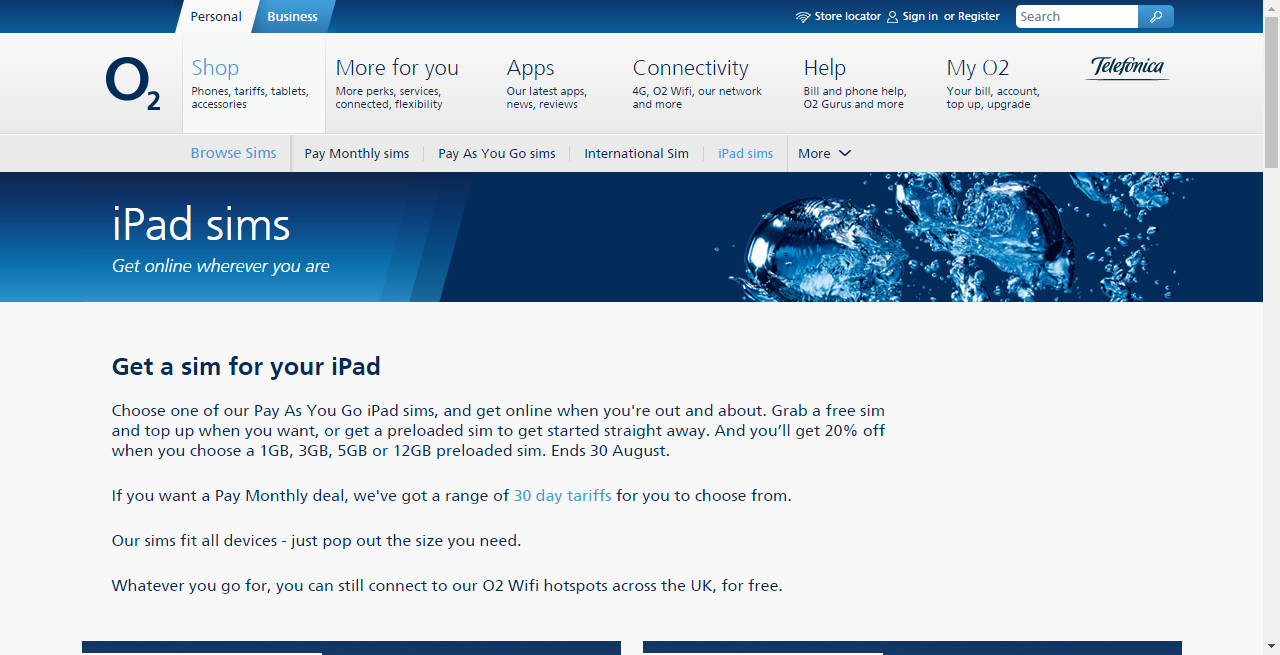 Personal
Business
Store locator
Sign in or Register
Search
O2
Shop
Phones, tariffs, tablets,
accessories
More for you
More perks, services,
connected, flexibility
Apps
Our latest apps,
news, reviews
Connectivity
4G, O2 Wifi, our network
and more
Help
Bill and phone help,
O2 Gurus and more
My O2
Your bill, account,
top up, upgrade
Telefónica
Browse Sims
Pay Monthly sims
Pay As You Go sims
International Sim
iPad sims
More
iPad sims
Get online wherever you are
Get a sim for your iPad
Choose one of our Pay As You Go iPad sims, and get online when you're out and about. Grab a free sim
and top up when you want, or get a preloaded sim to get started straight away. And you’ll get 20% off
when you choose a 1GB, 3GB, 5GB or 12GB preloaded sim. Ends 30 August.
If you want a Pay Monthly deal, we've got a range of 30 day tariffs for you to choose from.
Our sims fit all devices - just pop out the size you need.
Whatever you go for, you can still connect to our O2 Wifi hotspots across the UK, for free.